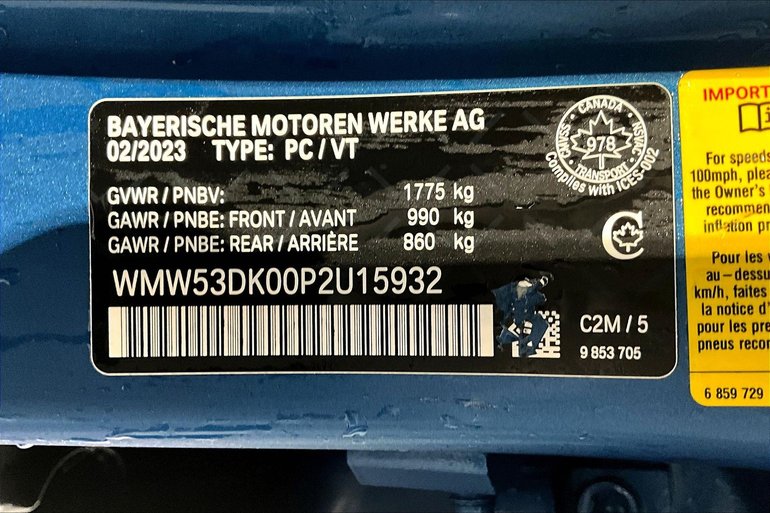 BAYERISCHE MOTOREN WERKE AG
02/2023 TYPE: PC / VT
GVWR / PNBV: 1775 kg
GAWR / PNBE: FRONT / AVANT 990 kg
GAWR / PNBE: REAR / ARRIÈRE 860 kg
WMW53DK00P2U15932
CANADA
CMVSS NSVAC
978
TRANSPORT
Complies with ICES-002
C2M / 5
9 853 705
IMPORT
For speeds
100mph, plea
the Owner's
recommen
inflation pr
Pour les v
au-dessu
km/h, faites
la notice d'
pour les pre
pneus recor
6 859 729